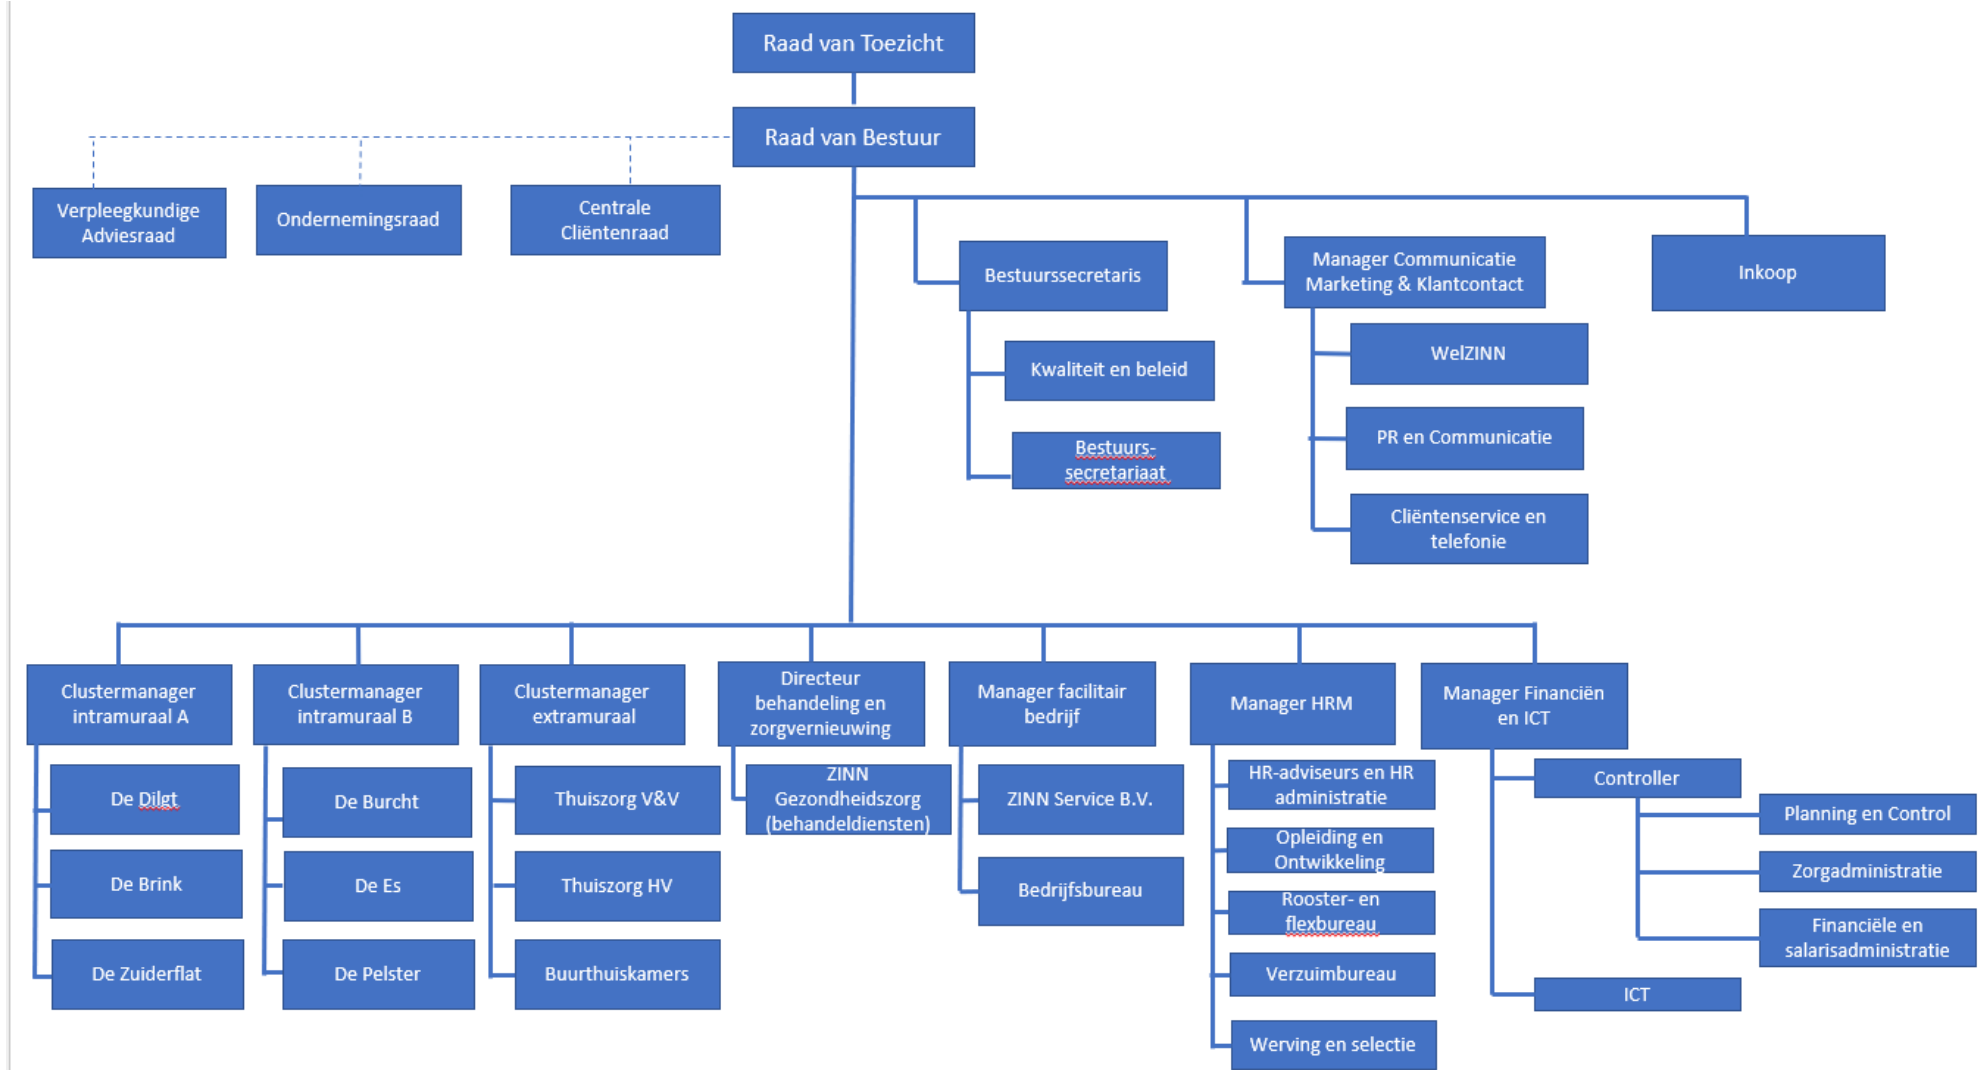 Raad van Toezicht
Raad van Bestuur
Verpleegkundige
Adviesraad
Ondernemingsraad
Centrale
Cliëntenraad
Bestuurssecretaris
Kwaliteit en beleid
Bestuurs-
secretariaat
Manager Communicatie
Marketing & Klantcontact
WelZINN
PR en Communicatie
Cliëntenservice en
telefonie
Inkoop
Clustermanager
intramuraal A
De Dilgt
De Brink
De Zuiderflat
Clustermanager
intramuraal B
De Burcht
De Es
De Pelster
Clustermanager
extramuraal
Thuiszorg V&V
Thuiszorg HV
Buurthuiskamers
Directeur
behandeling en
zorgvernieuwing
ZINN
Gezondheidszorg
(behandeldiensten)
Manager facilitair
bedrijf
ZINN Service B.V.
Bedrijfsbureau
Manager HRM
HR-adviseurs en HR
administratie
Opleiding en
Ontwikkeling
Rooster- en
flexbureau
Verzuimbureau
Werving en selectie
Manager Financiën
en ICT
Controller
Planning en Control
Zorgadministratie
Financiële en
salarisadministratie
ICT